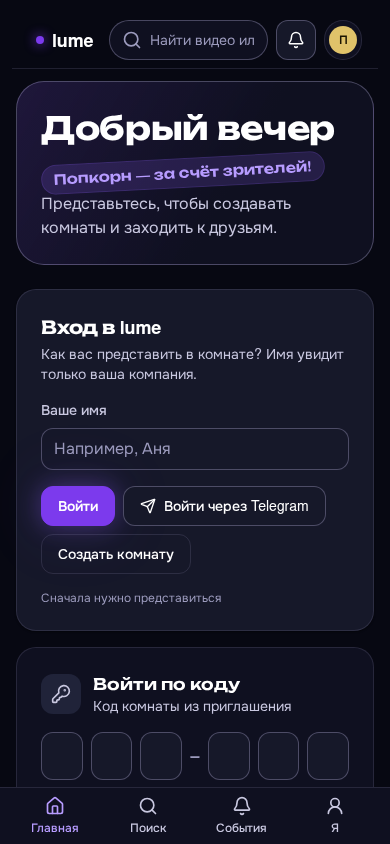 lume
Найти видео ил
П
Добрый вечер
Попкорн — за счёт зрителей!
Представьтесь, чтобы создавать
комнаты и заходить к друзьям.
Вход в lume
Как вас представить в комнате? Имя увидит
только ваша компания.
Ваше имя
Например, Аня
Войти
Войти через Telegram
Создать комнату
Сначала нужно представиться
Войти по коду
Код комнаты из приглашения
–
Главная
Поиск
События
Я